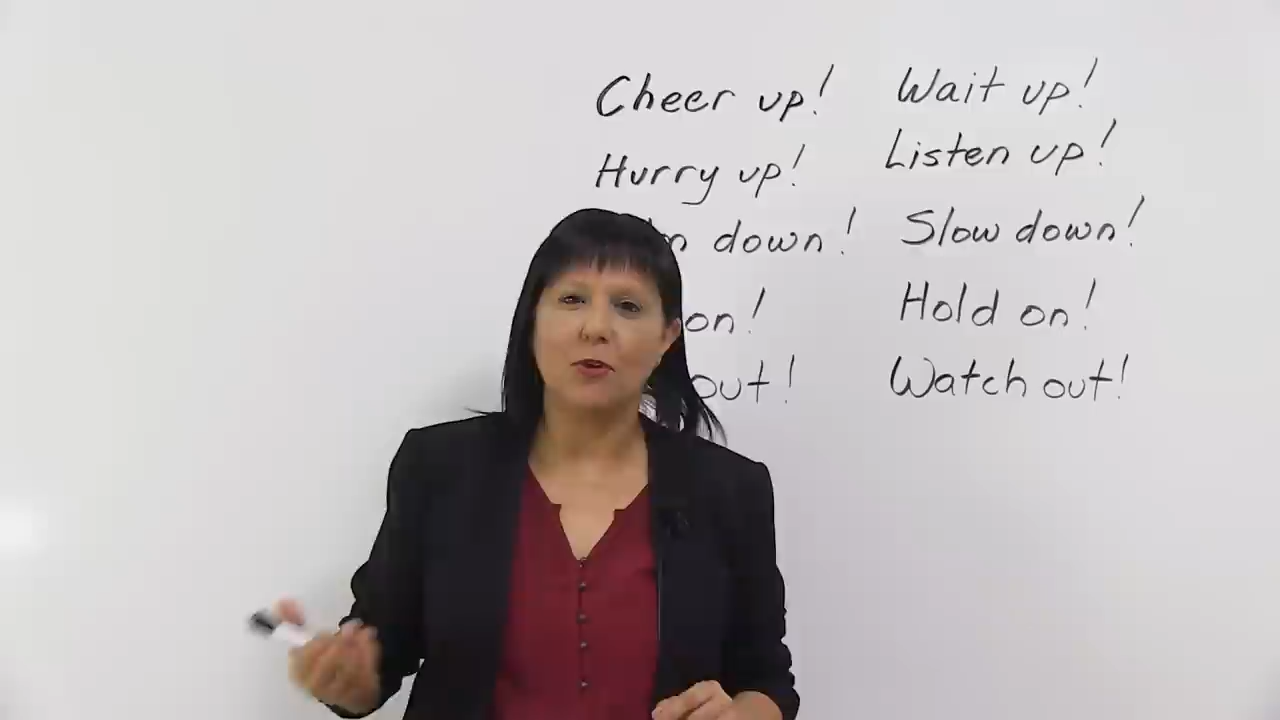 Cheer up! Wait up!
Hurry up! Listen up!
down! Slow down!
on! Hold on!
out! Watch out!